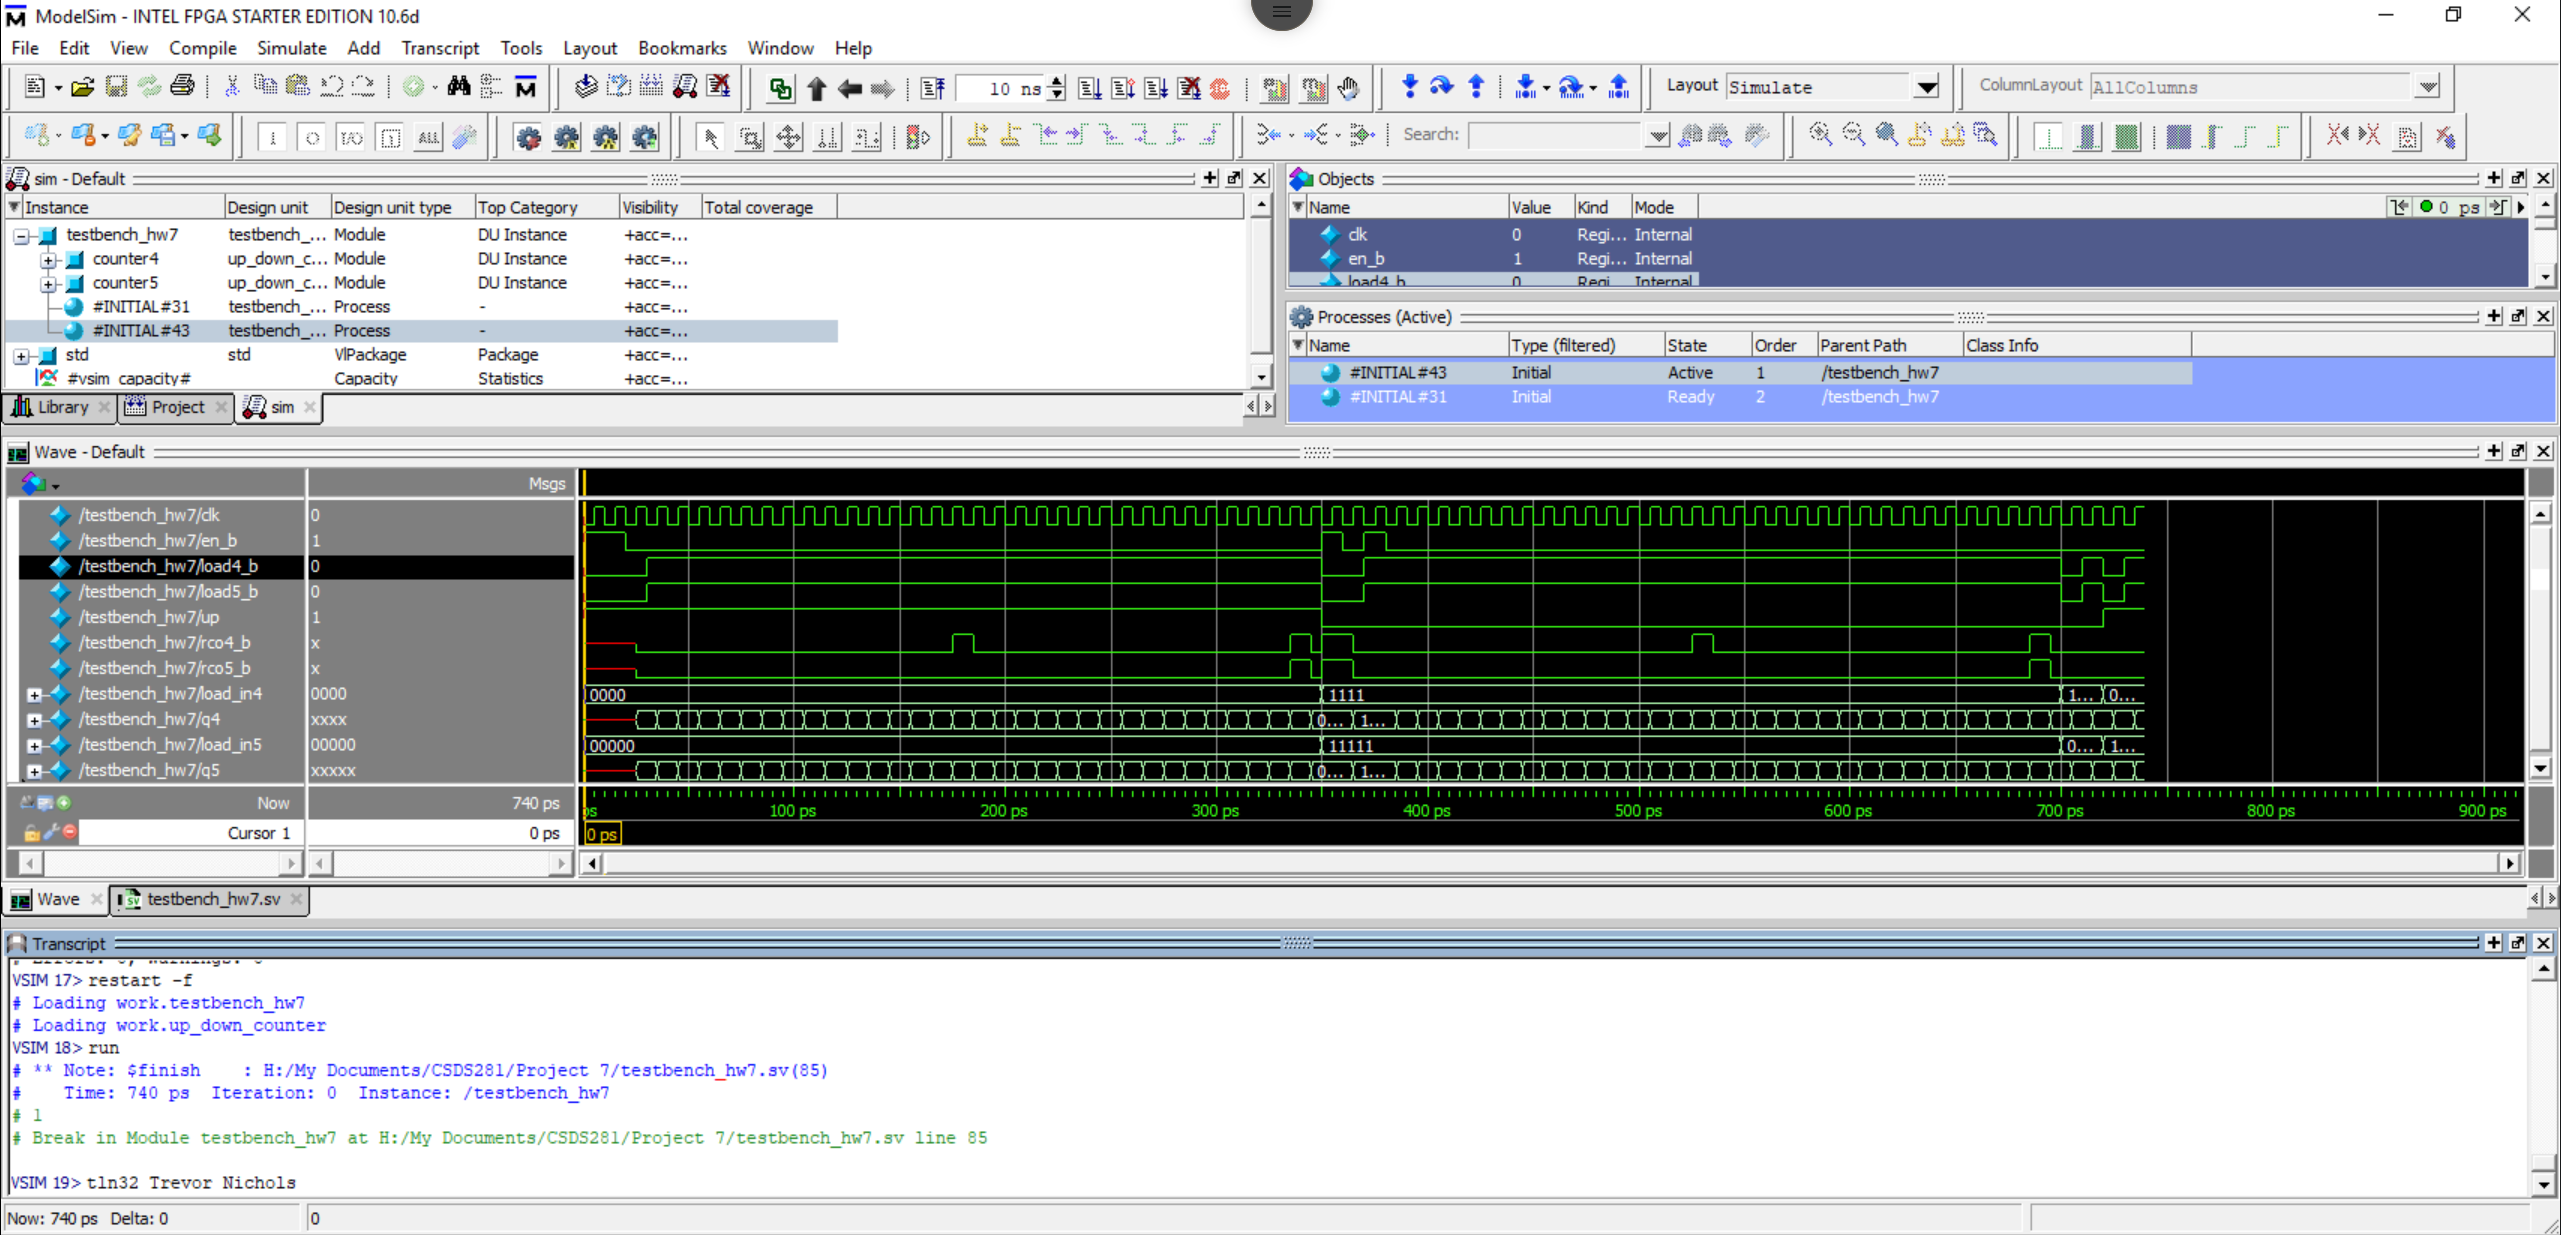 ModelSim - INTEL FPGA STARTER EDITION 10.6d
File Edit View Compile Simulate Add Transcript Tools Layout Bookmarks Window Help
10 ns
Layout Simulate
ColumnLayout AllColumns
Search:
sim - Default
Instance Design unit Design unit type Top Category Visibility Total coverage
testbench_hw7 testbench_... Module DU Instance +acc=...
counter4 up_down_c... Module DU Instance +acc=...
counter5 up_down_c... Module DU Instance +acc=...
#INITIAL#31 testbench_... Process - +acc=...
#INITIAL#43 testbench_... Process - +acc=...
std std VlPackage Package +acc=...
#vsim_capacity# Capacity Statistics +acc=...
Library Project sim
Objects
Name Value Kind Mode
0 ps
clk 0 Regi... Internal
en_b 1 Regi... Internal
load4_b 0 Regi... Internal
Processes (Active)
Name Type (filtered) State Order Parent Path Class Info
#INITIAL#43 Initial Active 1 /testbench_hw7
#INITIAL#31 Initial Ready 2 /testbench_hw7
Wave - Default
Msgs
/testbench_hw7/clk 0
/testbench_hw7/en_b 1
/testbench_hw7/load4_b 0
/testbench_hw7/load5_b 0
/testbench_hw7/up 1
/testbench_hw7/rco4_b x
/testbench_hw7/rco5_b x
/testbench_hw7/load_in4 0000 0000 1111 1... 0...
/testbench_hw7/q4 xxxx 0... 1...
/testbench_hw7/load_in5 00000 00000 11111 0... 1...
/testbench_hw7/q5 xxxxx 0... 1...
Now 740 ps 100 ps 200 ps 300 ps 400 ps 500 ps 600 ps 700 ps 800 ps 900 ps
Cursor 1 0 ps 0 ps
Wave testbench_hw7.sv
Transcript
VSIM 17> restart -f
# Loading work.testbench_hw7
# Loading work.up_down_counter
VSIM 18> run
# ** Note: $finish    : H:/My Documents/CSDS281/Project 7/testbench_hw7.sv(85)
#    Time: 740 ps  Iteration: 0  Instance: /testbench_hw7
# 1
# Break in Module testbench_hw7 at H:/My Documents/CSDS281/Project 7/testbench_hw7.sv line 85
VSIM 19> tln32 Trevor Nichols
Now: 740 ps Delta: 0 0